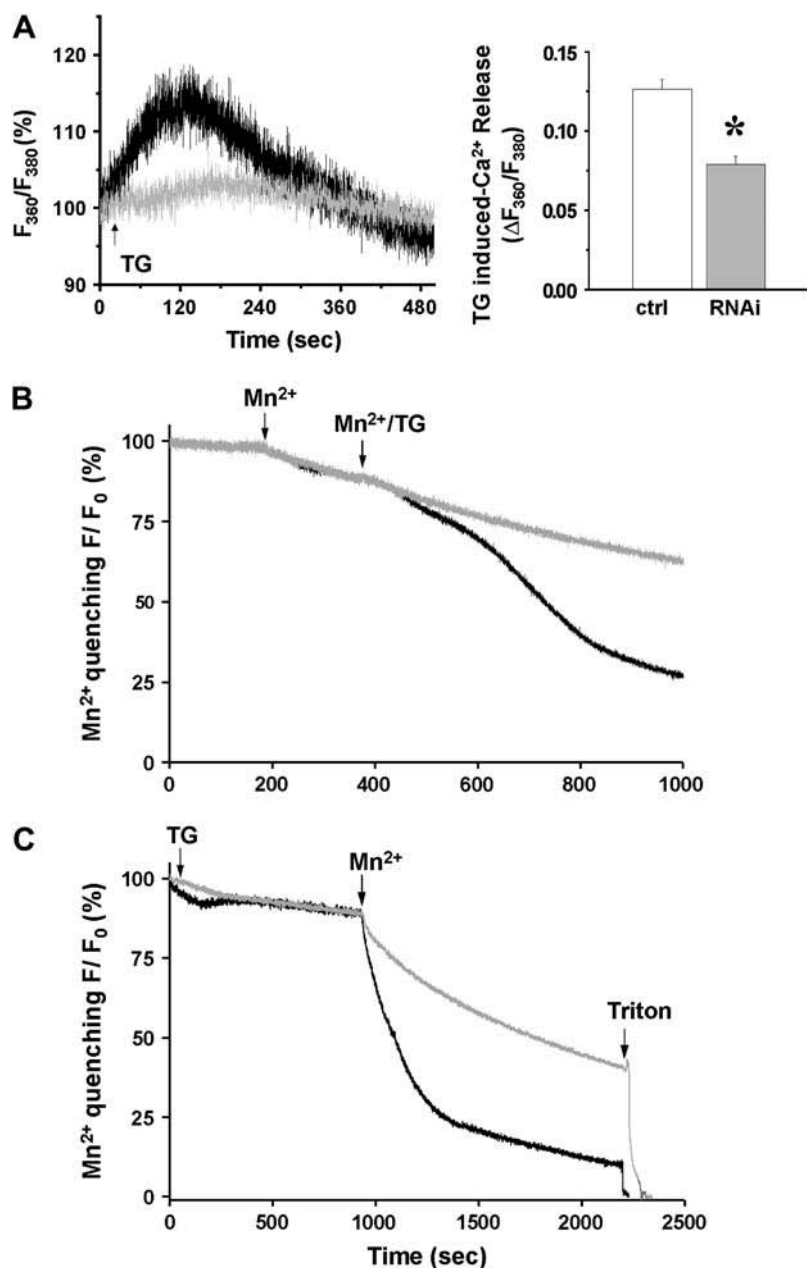 A
F360/F380 (%)
120
110
100
90
TG
0 120 240 360 480
Time (sec)
TG induced-Ca2+ Release
(ΔF360/F380)
0.15
0.10
0.05
0.00
*
ctrl RNAi
B
Mn2+ quenching F/ F0 (%)
Mn2+
Mn2+/TG
100
75
50
25
0
0 200 400 600 800 1000
C
Mn2+ quenching F/ F0 (%)
TG
Mn2+
Triton
100
75
50
25
0
0 500 1000 1500 2000 2500
Time (sec)